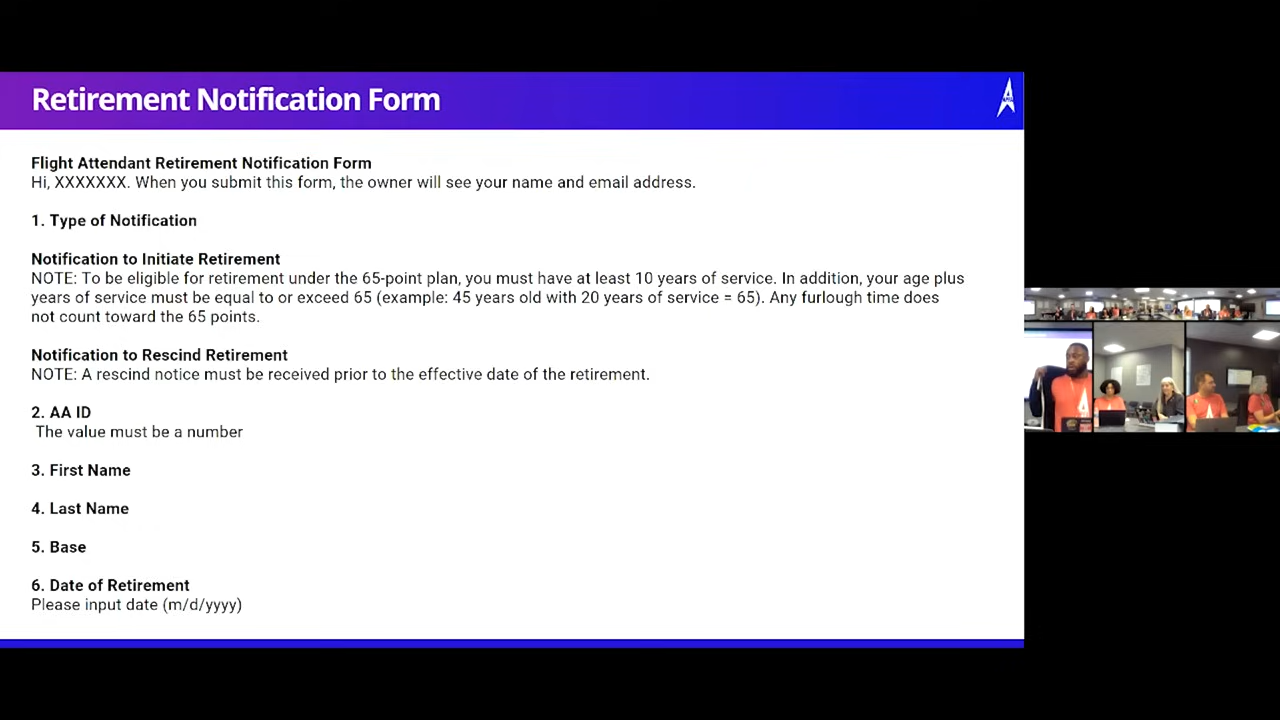 Retirement Notification Form
Flight Attendant Retirement Notification Form
Hi, XXXXXXX. When you submit this form, the owner will see your name and email address.
1. Type of Notification
Notification to Initiate Retirement
NOTE: To be eligible for retirement under the 65-point plan, you must have at least 10 years of service. In addition, your age plus
years of service must be equal to or exceed 65 (example: 45 years old with 20 years of service = 65). Any furlough time does
not count toward the 65 points.
Notification to Rescind Retirement
NOTE: A rescind notice must be received prior to the effective date of the retirement.
2. AA ID
The value must be a number
3. First Name
4. Last Name
5. Base
6. Date of Retirement
Please input date (m/d/yyyy)